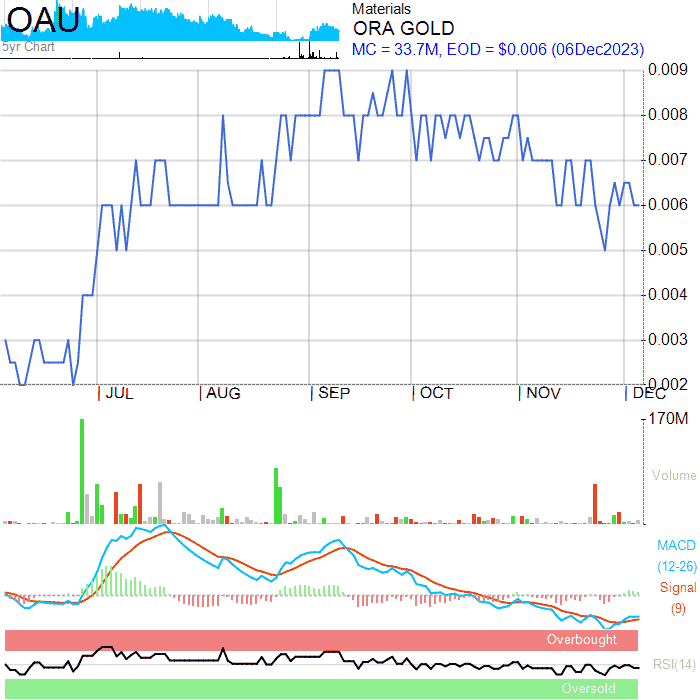 OAU
Materials
ORA GOLD
5yr Chart
MC = 33.7M, EOD = $0.006 (06Dec2023)
0.009
0.008
0.007
0.006
0.005
0.004
0.003
0.002
JUL AUG SEP OCT NOV DEC
170M
Volume
MACD
(12-26)
Signal
(9)
Overbought
RSI(14)
Oversold